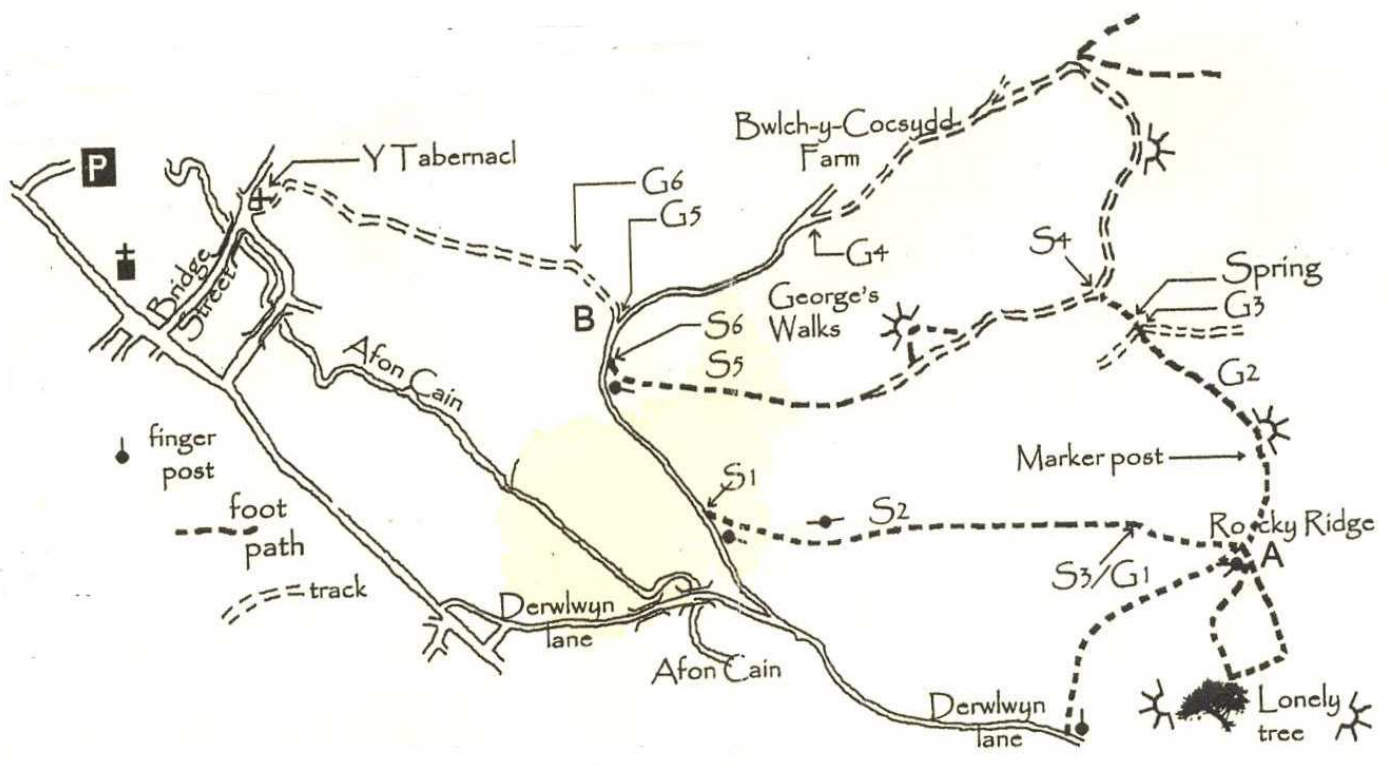 P
Y Tabernacl
Bridge
Street
Afon Cain
finger
post
foot
path
track
Derwlwyn
lane
Afon Cain
Derwlwyn
lane
B
G6
G5
S6
S5
S1
S2
Bwlch-y-Cocsydd
Farm
G4
George's
Walks
S4
Spring
G3
G2
Marker post
Rocky Ridge
A
S3/G1
Lonely
tree